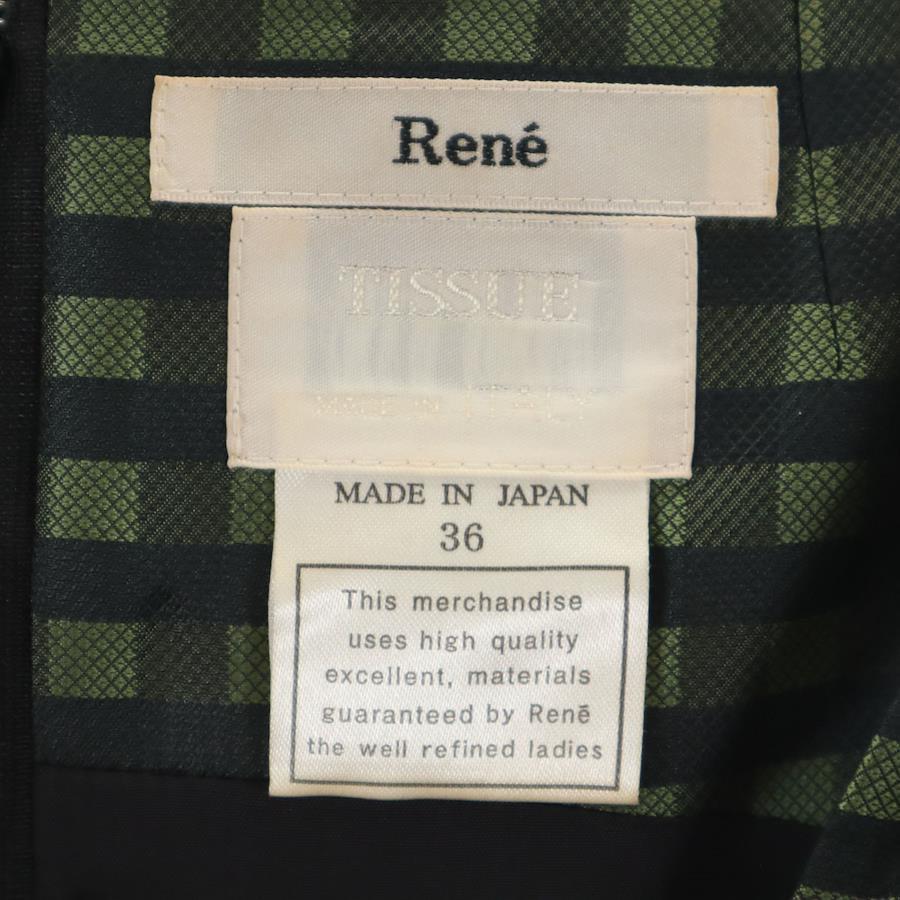 René
TISSUE
MADE IN ITALY
MADE IN JAPAN
36
This merchandise
uses high quality
excellent, materials
guaranteed by Renē
the well refined ladies